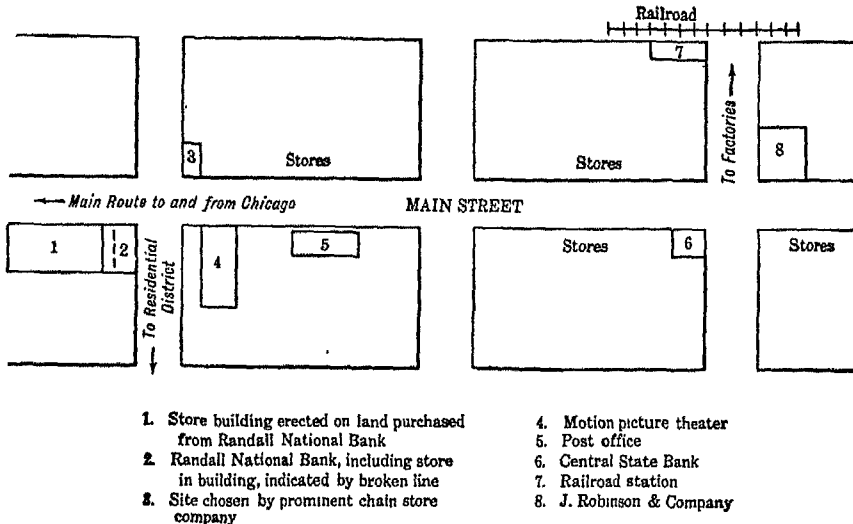 Railroad
7
3
Stores
Stores
To Factories
8
Main Route to and from Chicago
MAIN STREET
1
2
To Residential
District
4
5
Stores
6
Stores
1. Store building erected on land purchased
from Randall National Bank
2. Randall National Bank, including store
in building, indicated by broken line
3. Site chosen by prominent chain store
company
4. Motion picture theater
5. Post office
6. Central State Bank
7. Railroad station
8. J. Robinson & Company